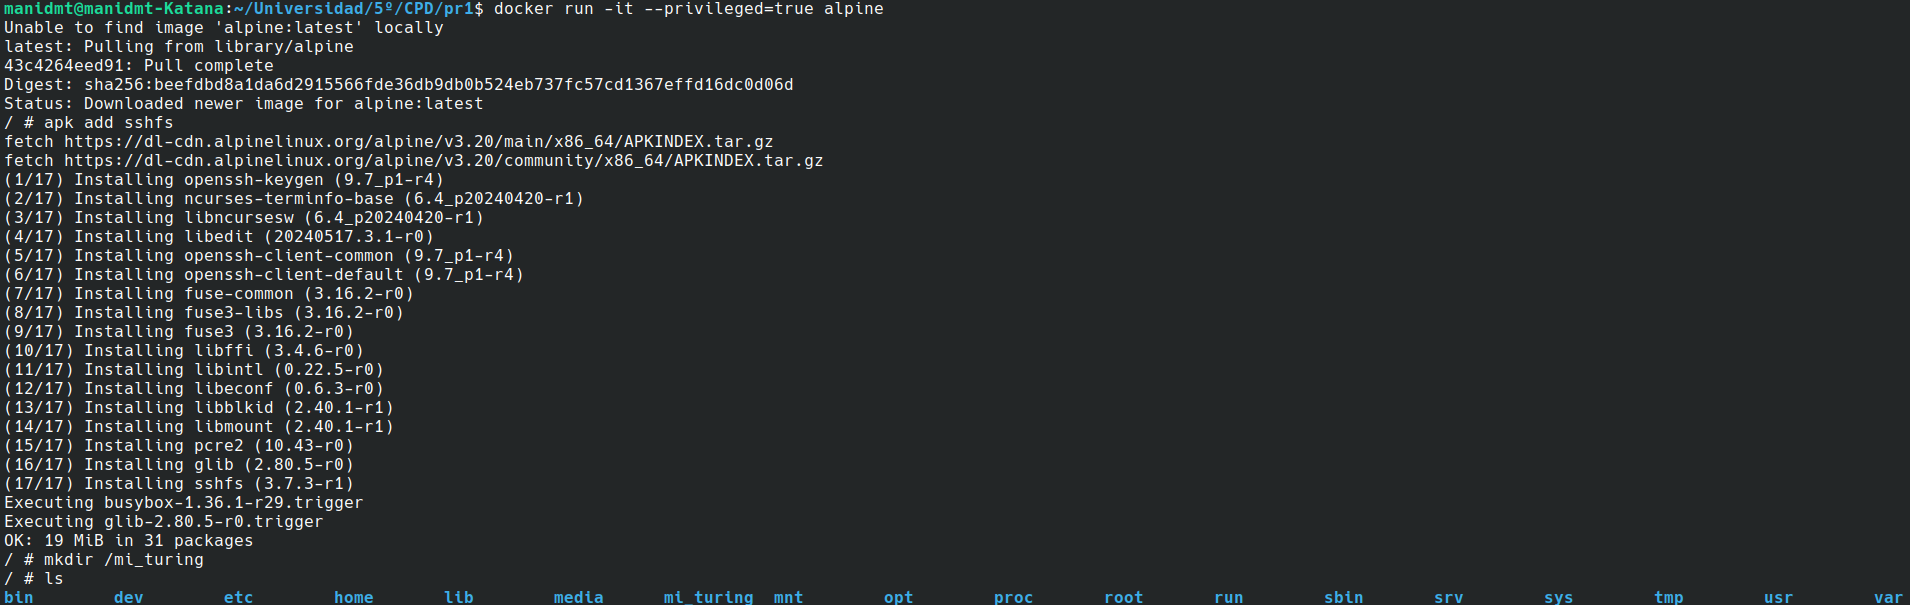 manidmt@manidmt-Katana:~/Universidad/5º/CPD/pr1$ docker run -it --privileged=true alpine
Unable to find image 'alpine:latest' locally
latest: Pulling from library/alpine
43c4264eed91: Pull complete
Digest: sha256:beefdbd8a1da6d2915566fde36db9db0b524eb737fc57cd1367effd16dc0d06d
Status: Downloaded newer image for alpine:latest
/ # apk add sshfs
fetch https://dl-cdn.alpinelinux.org/alpine/v3.20/main/x86_64/APKINDEX.tar.gz
fetch https://dl-cdn.alpinelinux.org/alpine/v3.20/community/x86_64/APKINDEX.tar.gz
(1/17) Installing openssh-keygen (9.7_p1-r4)
(2/17) Installing ncurses-terminfo-base (6.4_p20240420-r1)
(3/17) Installing libncursesw (6.4_p20240420-r1)
(4/17) Installing libedit (20240517.3.1-r0)
(5/17) Installing openssh-client-common (9.7_p1-r4)
(6/17) Installing openssh-client-default (9.7_p1-r4)
(7/17) Installing fuse-common (3.16.2-r0)
(8/17) Installing fuse3-libs (3.16.2-r0)
(9/17) Installing fuse3 (3.16.2-r0)
(10/17) Installing libffi (3.4.6-r0)
(11/17) Installing libintl (0.22.5-r0)
(12/17) Installing libeconf (0.6.3-r0)
(13/17) Installing libblkid (2.40.1-r1)
(14/17) Installing libmount (2.40.1-r1)
(15/17) Installing pcre2 (10.43-r0)
(16/17) Installing glib (2.80.5-r0)
(17/17) Installing sshfs (3.7.3-r1)
Executing busybox-1.36.1-r29.trigger
Executing glib-2.80.5-r0.trigger
OK: 19 MiB in 31 packages
/ # mkdir /mi_turing
/ # ls
bin dev etc home lib media mi_turing mnt opt proc root run sbin srv sys tmp usr var